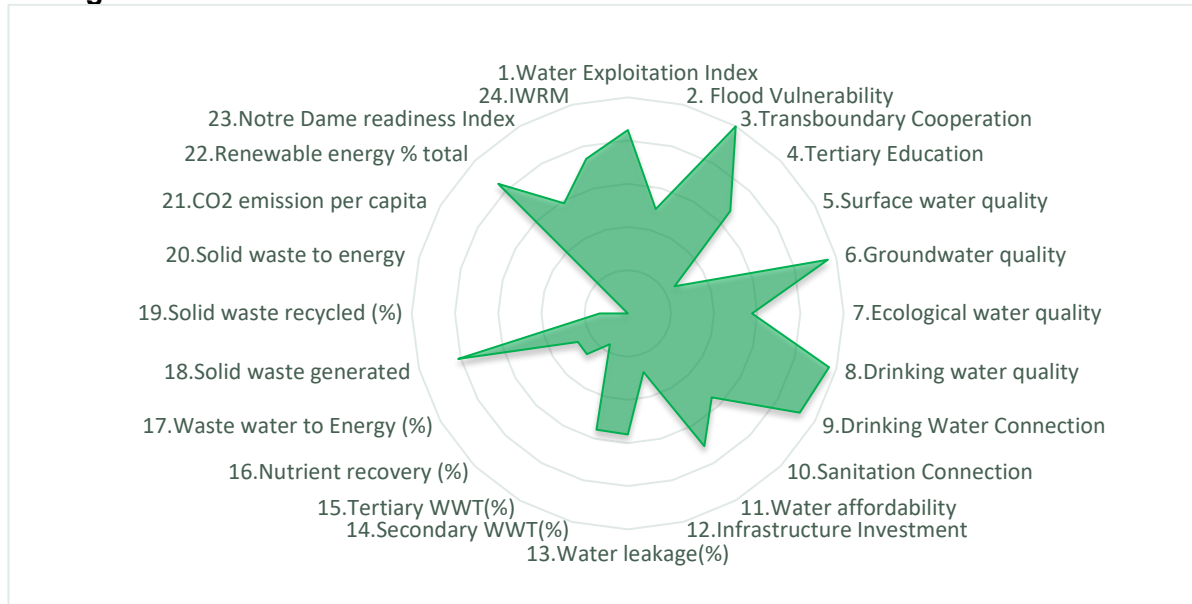 1.Water Exploitation Index
2. Flood Vulnerability
3.Transboundary Cooperation
4.Tertiary Education
5.Surface water quality
6.Groundwater quality
7.Ecological water quality
8.Drinking water quality
9.Drinking Water Connection
10.Sanitation Connection
11.Water affordability
12.Infrastructure Investment
13.Water leakage(%)
14.Secondary WWT(%)
15.Tertiary WWT(%)
16.Nutrient recovery (%)
17.Waste water to Energy (%)
18.Solid waste generated
19.Solid waste recycled (%)
20.Solid waste to energy
21.CO2 emission per capita
22.Renewable energy % total
23.Notre Dame readiness Index
24.IWRM